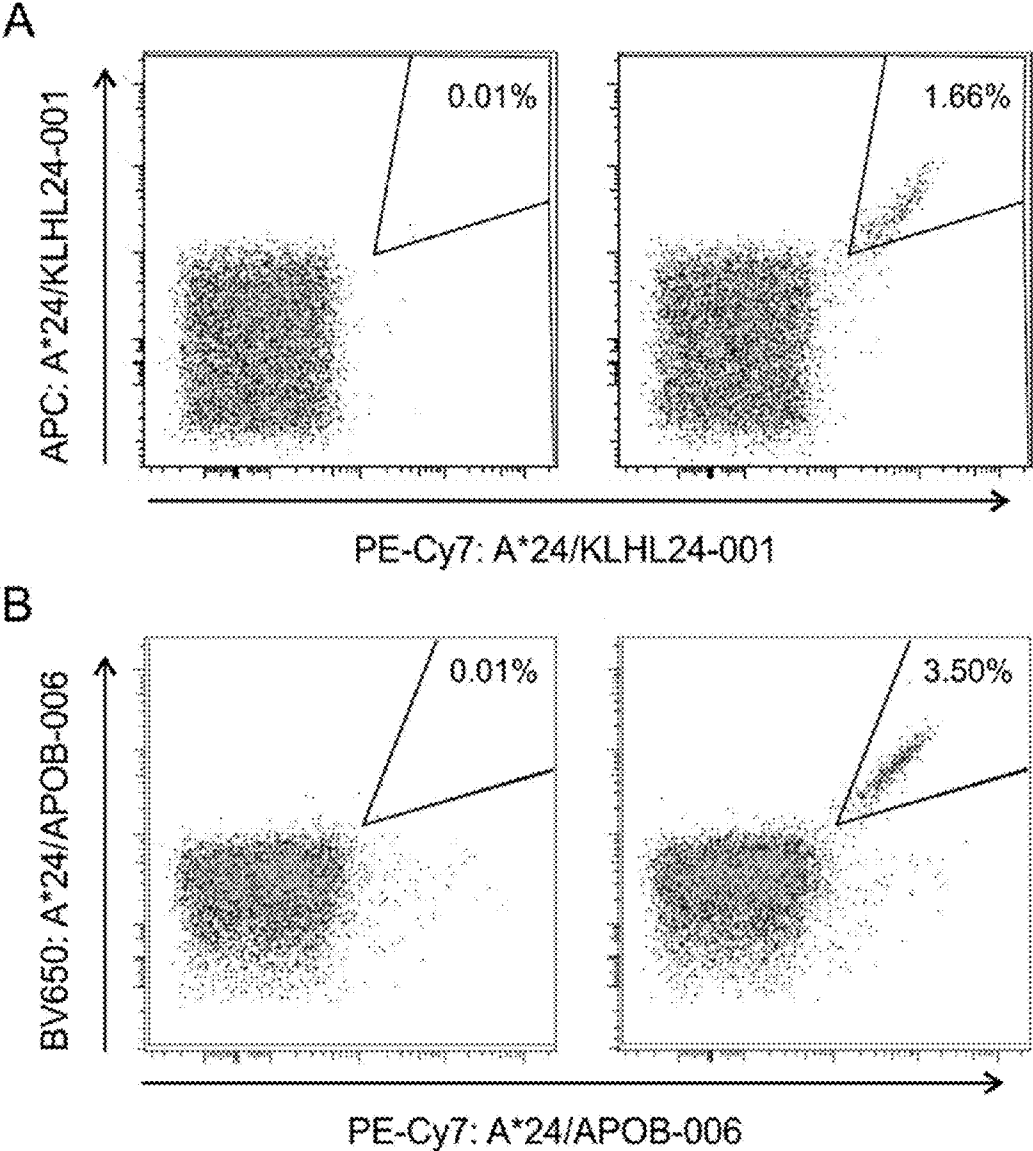 A
APC: A*24/KLHL24-001
0.01%
1.66%
PE-Cy7: A*24/KLHL24-001
B
BV650: A*24/APOB-006
0.01%
3.50%
PE-Cy7: A*24/APOB-006